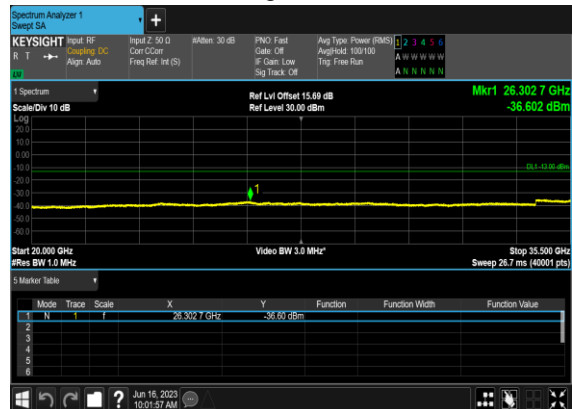 Spectrum Analyzer 1
Swept SA
+
KEYSIGHT Input: RF Input Z: 50 Ω #Atten: 30 dB PNO: Fast Avg Type: Power (RMS) 1 2 3 4 5 6
R T Coupling: DC Corr CCorr Gate: Off Avg|Hold: 100/100 A W W W W W
Align: Auto Freq Ref: Int (S) IF Gain: Low Trig: Free Run
Sig Track: Off A N N N N N
1 Spectrum
Ref Lvl Offset 15.69 dB Mkr1 26.302 7 GHz
Scale/Div 10 dB Ref Level 30.00 dBm -36.602 dBm
Log
20.0
10.0
0.00
-10.0
DL1 -13.00 dBm
-20.0
1
-30.0
-40.0
-50.0
-60.0
Start 20.000 GHz Video BW 3.0 MHz* Stop 35.500 GHz
#Res BW 1.0 MHz Sweep 26.7 ms (40001 pts)
5 Marker Table
Mode Trace Scale X Y Function Function Width Function Value
1 N 1 f 26.302 7 GHz -36.60 dBm
2
3
4
5
6
? Jun 16, 2023
10:01:57 AM